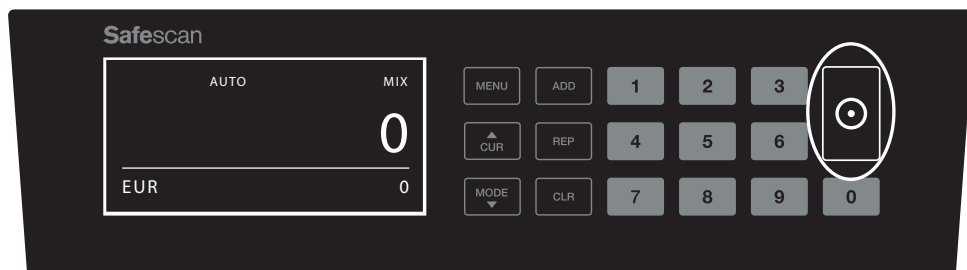 Safescan
AUTO MIX
0
EUR 0
MENU ADD 1 2 3
CUR REP 4 5 6
MODE CLR 7 8 9 0